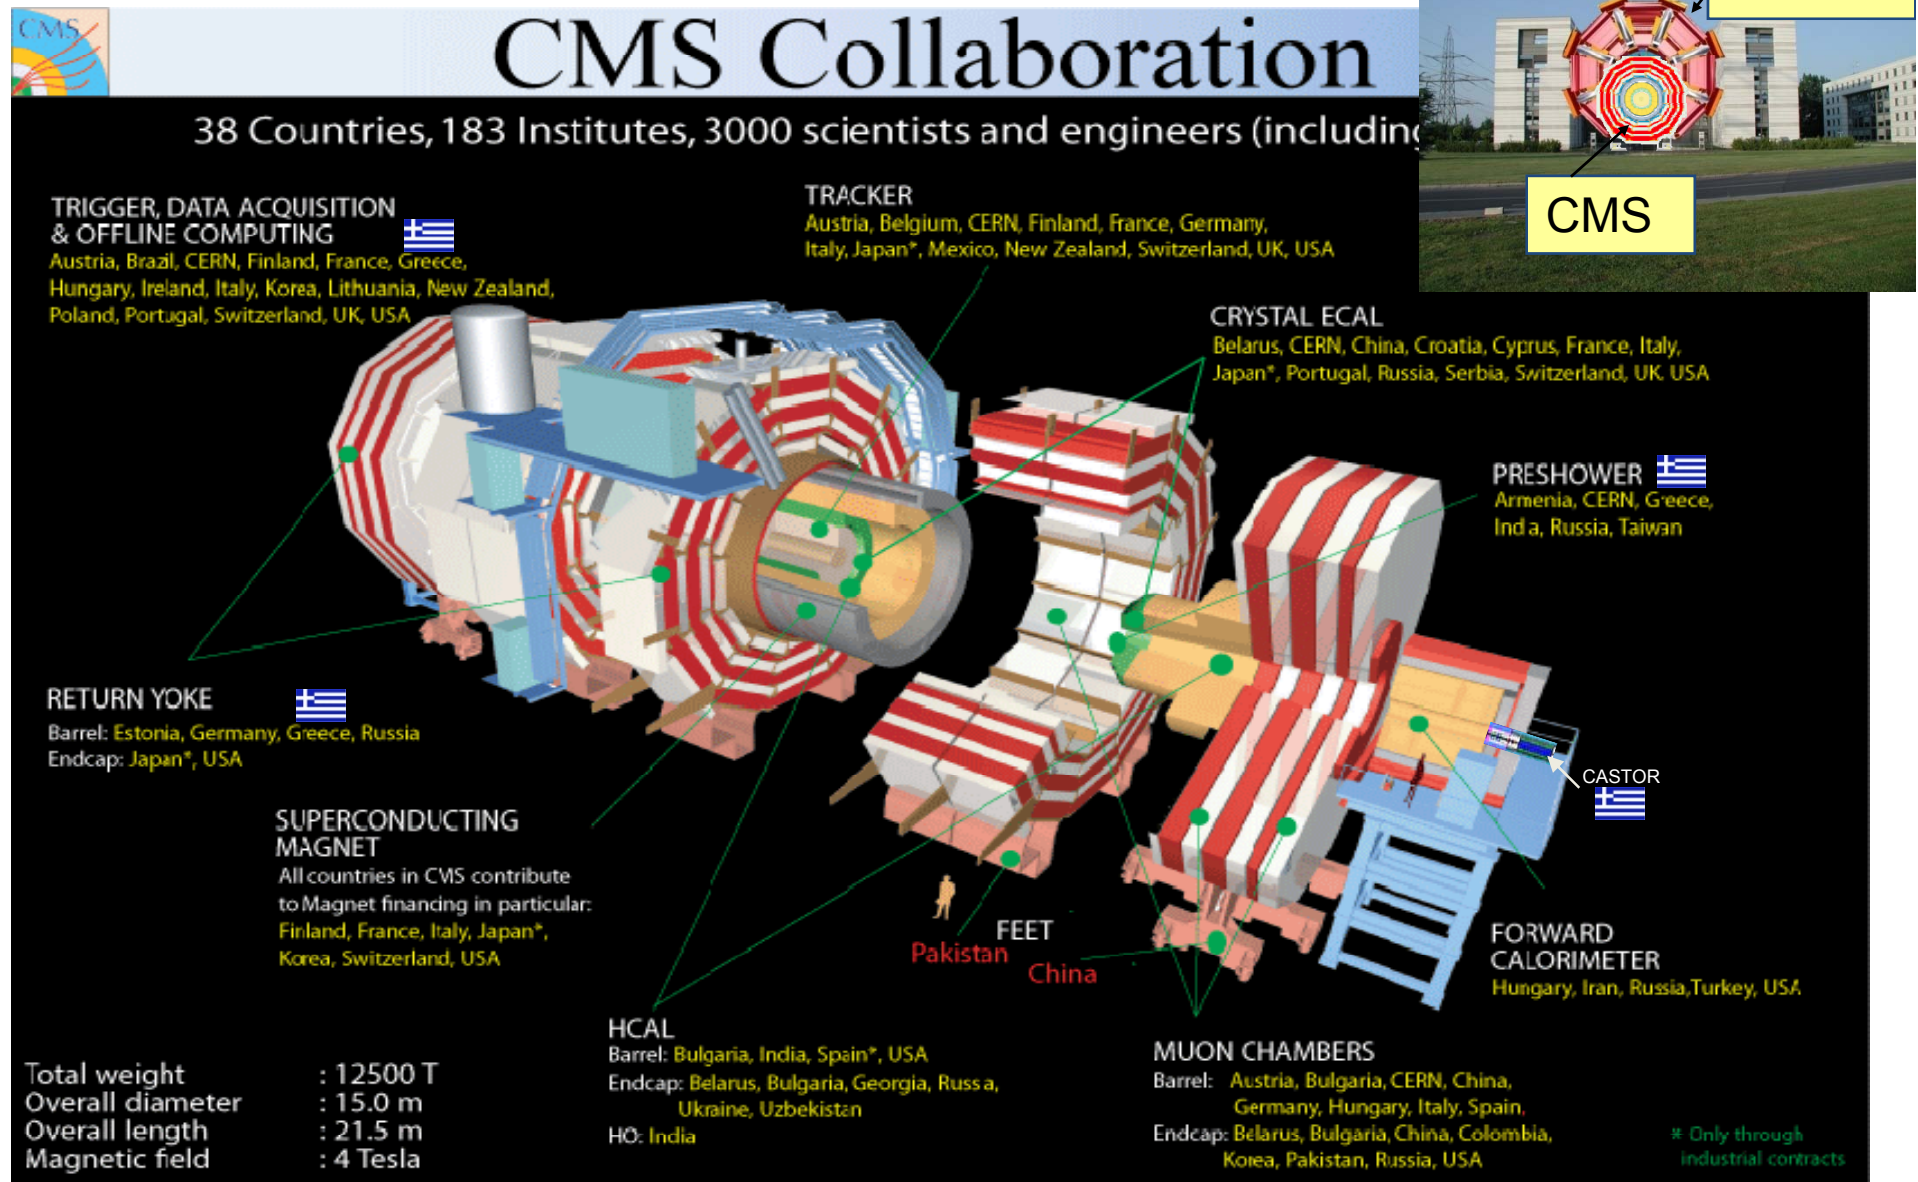 CMS
CMS Collaboration
38 Countries, 183 Institutes, 3000 scientists and engineers (including
CMS
TRIGGER, DATA ACQUISITION
& OFFLINE COMPUTING
Austria, Brazil, CERN, Finland, France, Greece,
Hungary, Ireland, Italy, Korea, Lithuania, New Zealand,
Poland, Portugal, Switzerland, UK, USA
TRACKER
Austria, Belgium, CERN, Finland, France, Germany,
Italy, Japan*, Mexico, New Zealand, Switzerland, UK, USA
CRYSTAL ECAL
Belarus, CERN, China, Croatia, Cyprus, France, Italy,
Japan*, Portugal, Russia, Serbia, Switzerland, UK. USA
PRESHOWER
Armenia, CERN, Greece,
India, Russia, Taiwan
RETURN YOKE
Barrel: Estonia, Germany, Greece, Russia
Endcap: Japan*, USA
CASTOR
SUPERCONDUCTING
MAGNET
All countries in CMS contribute
to Magnet financing in particular:
Finland, France, Italy, Japan*,
Korea, Switzerland, USA
FEET
Pakistan
China
FORWARD
CALORIMETER
Hungary, Iran, Russia,Turkey, USA
HCAL
Barrel: Bulgaria, India, Spain*, USA
Endcap: Belarus, Bulgaria, Georgia, Russia,
Ukraine, Uzbekistan
HO: India
MUON CHAMBERS
Barrel: Austria, Bulgaria, CERN, China,
Germany, Hungary, Italy, Spain,
Endcap: Belarus, Bulgaria, China, Colombia,
Korea, Pakistan, Russia, USA
Total weight : 12500 T
Overall diameter : 15.0 m
Overall length : 21.5 m
Magnetic field : 4 Tesla
* Only through
industrial contracts